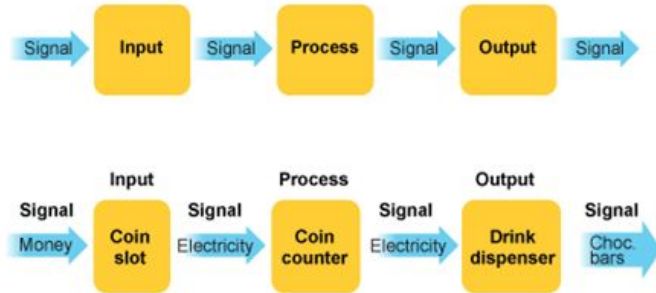 Signal Input Signal Process Signal Output Signal
Input Process Output
Signal Signal Signal Signal
Money Coin slot Electricity Coin counter Electricity Drink dispenser Choc. bars